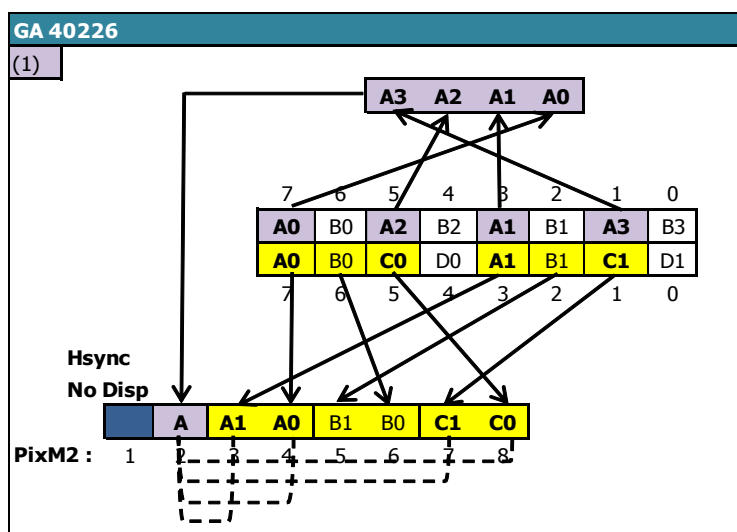 GA 40226
(1)
A3 A2 A1 A0
7 6 5 4 3 2 1 0
A0 B0 A2 B2 A1 B1 A3 B3
A0 B0 C0 D0 A1 B1 C1 D1
7 6 5 4 3 2 1 0
Hsync
No Disp
A A1 A0 B1 B0 C1 C0
PixM2 : 1 2 3 4 5 6 7 8